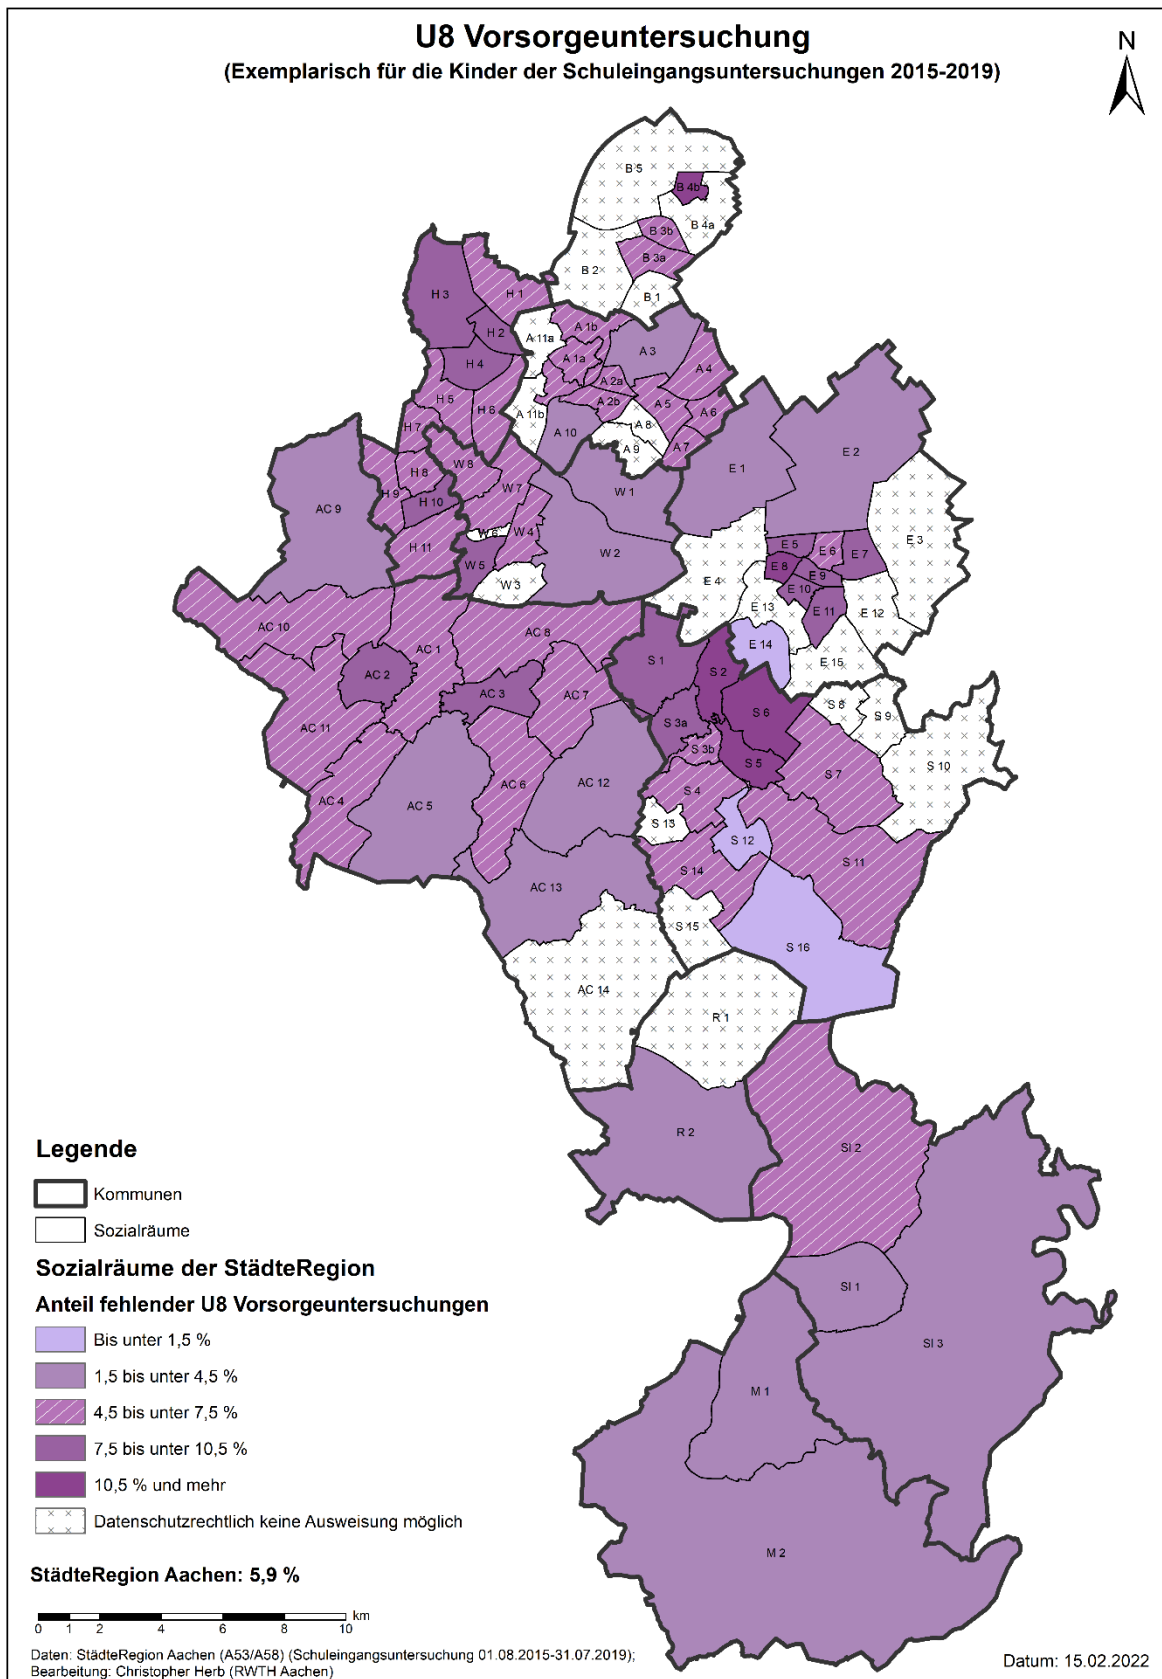 U8 Vorsorgeuntersuchung
(Exemplarisch für die Kinder der Schuleingangsuntersuchungen 2015-2019)
N
B 5
B 4b
B 4a
B 3b
B 3a
B 2
B 1
H 3
H 1
H 2
H 4
H 5
H 6
H 7
H 8
H 9
H 10
H 11
A 11a
A 1b
A 1a
A 3
A 2a
A 2b
A 4
A 5
A 6
A 7
A 8
A 9
A 10
A 11b
E 1
E 2
E 3
E 4
E 5
E 6
E 7
E 8
E 9
E 10
E 11
E 12
E 13
E 14
E 15
W 8
W 7
W 1
W 6
W 4
W 2
W 5
W 3
AC 9
AC 10
AC 1
AC 8
AC 2
AC 3
AC 7
AC 11
AC 4
AC 5
AC 6
AC 12
AC 13
AC 14
S 1
S 2
S 3a
S 3b
S 6
S 5
S 4
S 7
S 8
S 9
S 10
S 13
S 12
S 11
S 14
S 15
S 16
R 1
R 2
SI 2
SI 1
SI 3
M 1
M 2
Legende
Kommunen
Sozialräume
Sozialräume der StädteRegion
Anteil fehlender U8 Vorsorgeuntersuchungen
Bis unter 1,5 %
1,5 bis unter 4,5 %
4,5 bis unter 7,5 %
7,5 bis unter 10,5 %
10,5 % und mehr
Datenschutzrechtlich keine Ausweisung möglich
StädteRegion Aachen: 5,9 %
km
0 1 2 4 6 8 10
Daten: StädteRegion Aachen (A53/A58) (Schuleingangsuntersuchung 01.08.2015-31.07.2019);
Bearbeitung: Christopher Herb (RWTH Aachen)
Datum: 15.02.2022